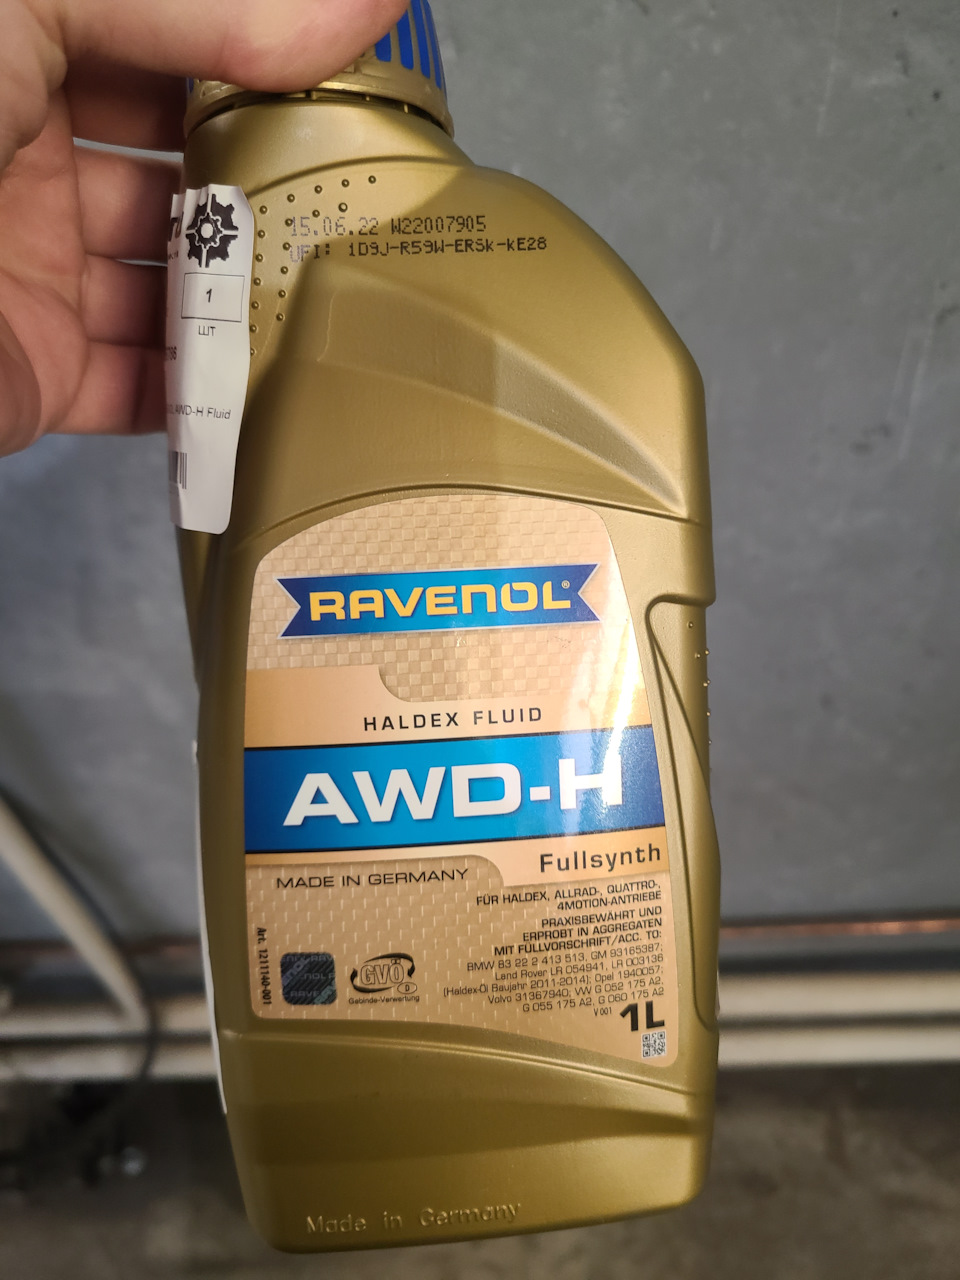 15.06.22 W22007905
UFI: 1D9J-R59W-ERSK-KE28
1
ШТ
AWD-H Fluid
RAVENOL®
HALDEX FLUID
AWD-H
Fullsynth
MADE IN GERMANY
FÜR HALDEX, ALLRAD-, QUATTRO-,
4MOTION-ANTRIEBE
PRAXISBEWÄHRT UND
ERPROBT IN AGGREGATEN
MIT FÜLLVORSCHRIFT/ACC. TO:
BMW 83 22 2 413 513, GM 93165387;
Land Rover LR 054941, LR 003136
(Haldex-Öl Baujahr 2011-2014); Opel 1940057;
Volvo 31367940; VW G 052 175 A2,
G 055 175 A2, G 060 175 A2
V 001
1L
Art. 1211140-001
GVÖ
D
Gebinde-Verwertung
Made in Germany